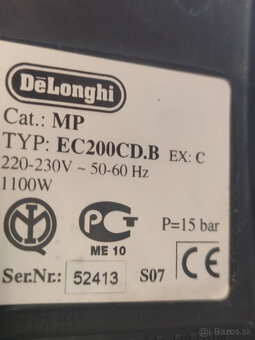 DeLonghi
Cat.: MP
TYP: EC200CD.B EX: C
220-230V ~ 50-60 Hz
1100W
P=15 bar
ME 10
Ser.Nr.: 52413 S07
CE
Bazos.sk